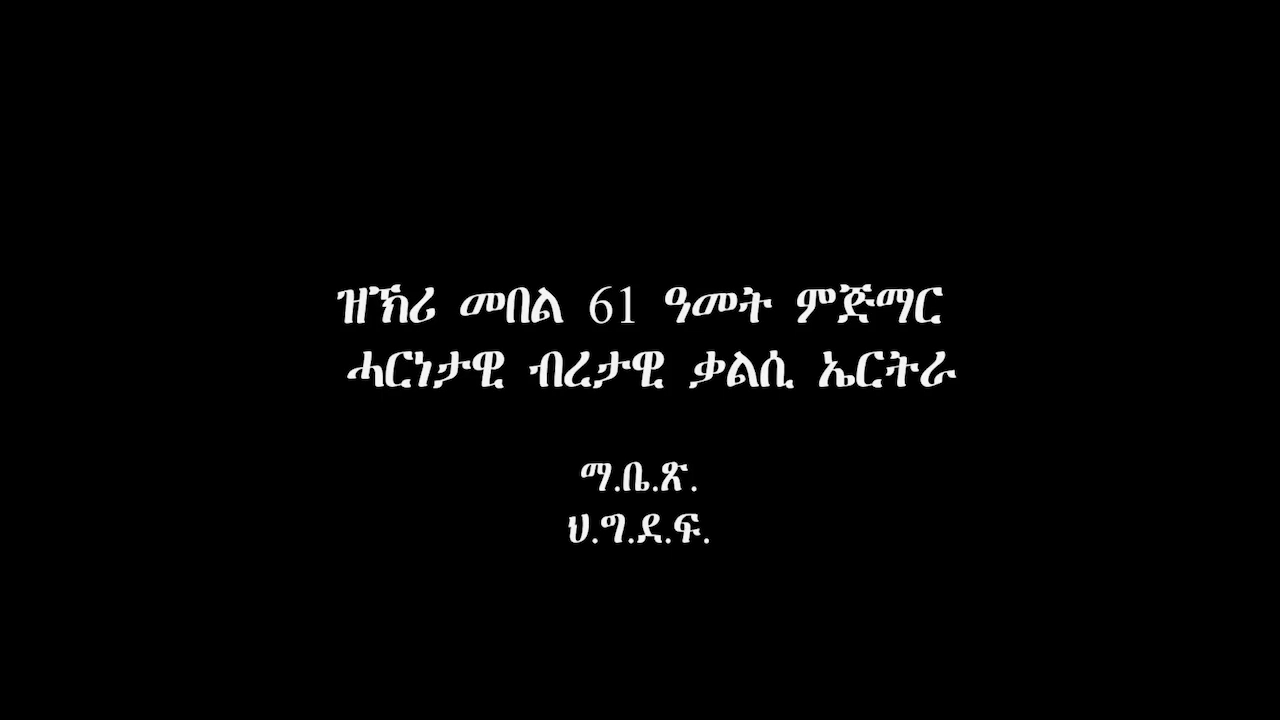 ዝኽሪ መበል 61 ዓመት ምጅማር
ሓርነታዊ ብረታዊ ቃልሲ ኤርትራ
ማ.ቤ.ጽ.
ህ.ግ.ደ.ፍ.